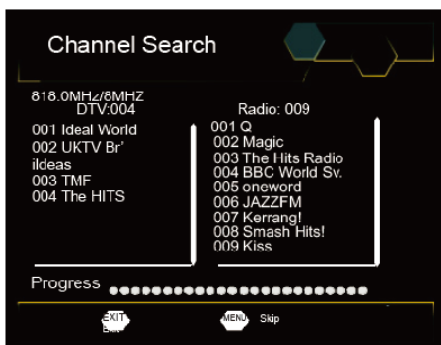 Channel Search
818.0MHz/8MHZ
DTV:004
001 Ideal World
002 UKTV Br'
ildeas
003 TMF
004 The HITS
Radio: 009
001 Q
002 Magic
003 The Hits Radio
004 BBC World Sv.
005 oneword
006 JAZZFM
007 Kerrang!
008 Smash Hits!
009 Kiss
Progress
EXIT
MENU Skip